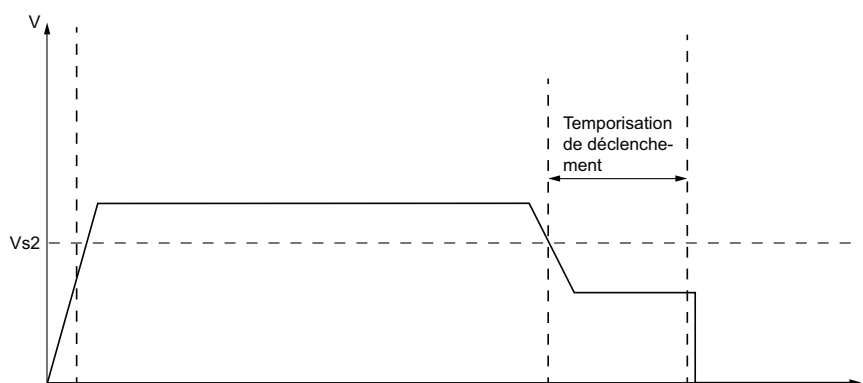 V
Temporisation
de déclenche-
ment
Vs2